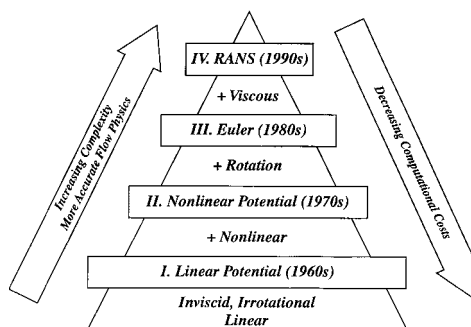 IV. RANS (1990s)
+ Viscous
III. Euler (1980s)
+ Rotation
II. Nonlinear Potential (1970s)
+ Nonlinear
I. Linear Potential (1960s)
Inviscid, Irrotational
Linear
Increasing Complexity
More Accurate Flow Physics
Decreasing Computational Costs